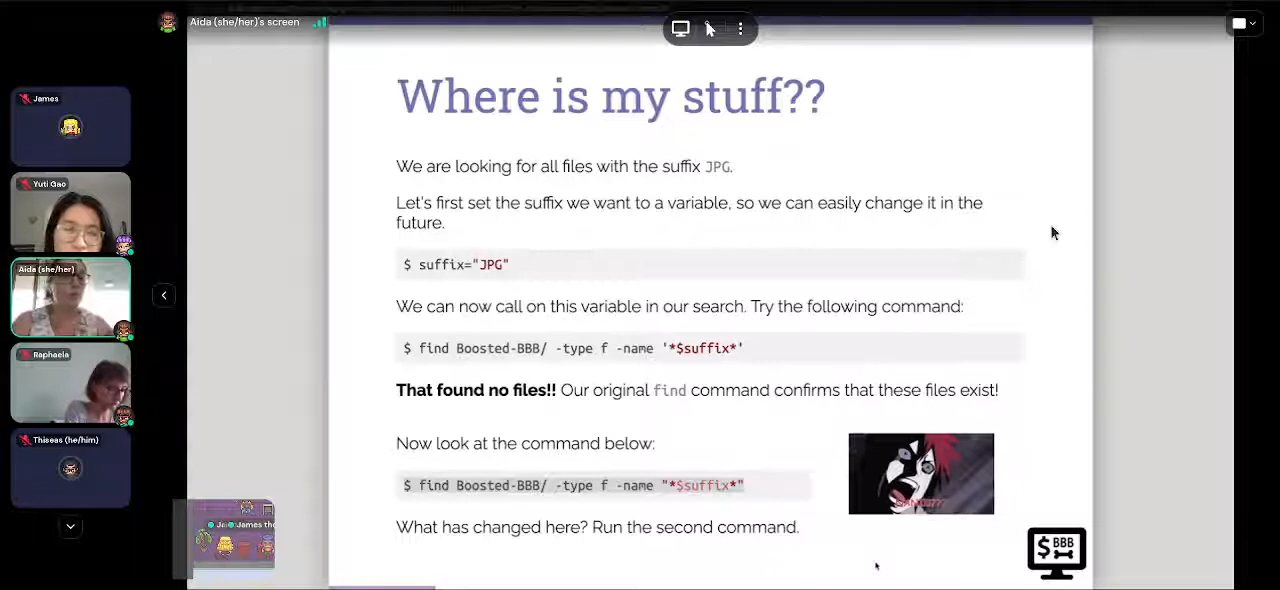 Aida (she/her)'s screen
James
Yuti Gao
Aida (she/her)
Raphaela
Thiseas (he/him)
Where is my stuff??
We are looking for all files with the suffix JPG.
Let's first set the suffix we want to a variable, so we can easily change it in the
future.
$ suffix="JPG"
We can now call on this variable in our search. Try the following command:
$ find Boosted-BBB/ -type f -name '*$suffix*'
That found no files!! Our original find command confirms that these files exist!
Now look at the command below:
$ find Boosted-BBB/ -type f -name "*$suffix*"
What has changed here? Run the second command.
$ BBB